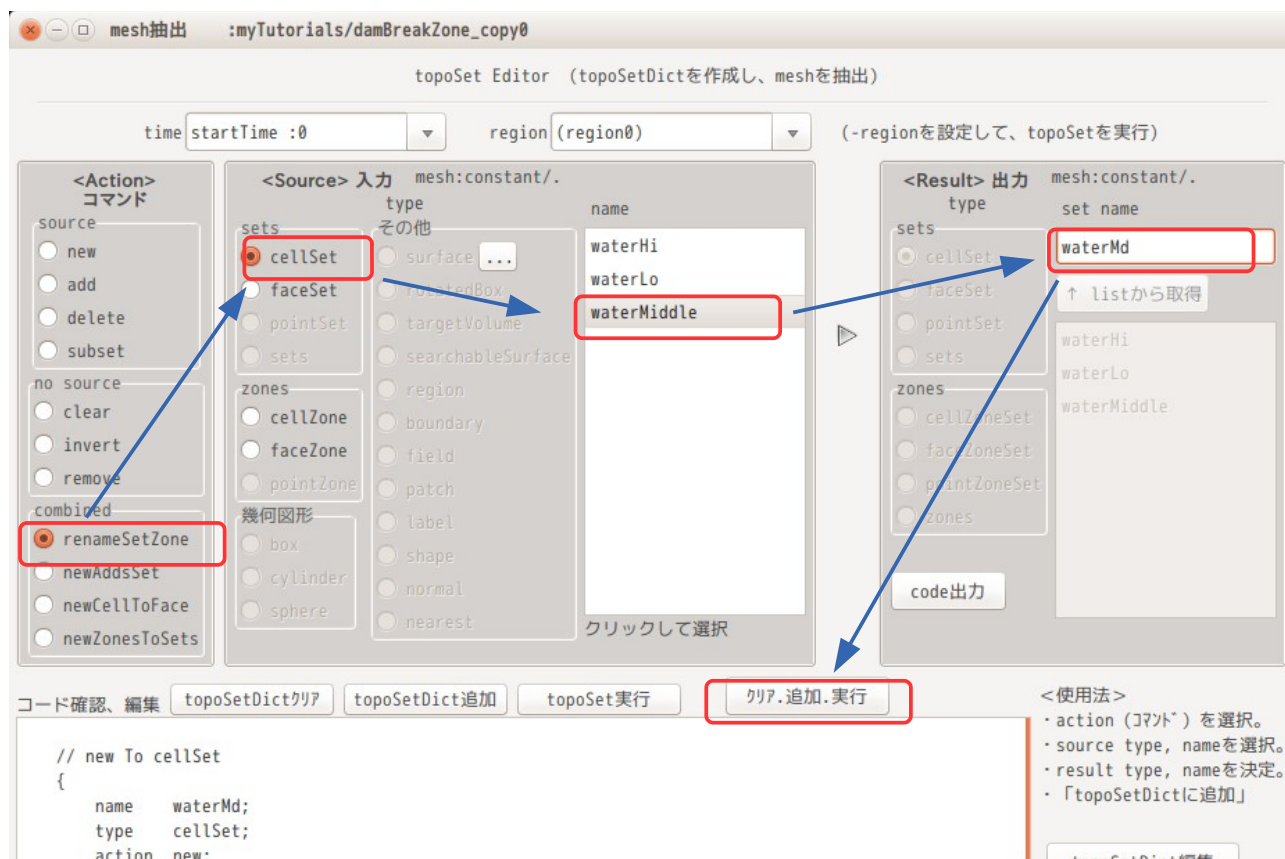 mesh抽出 :myTutorials/damBreakZone_copy0
topoSet Editor (topoSetDictを作成し、meshを抽出)
time startTime :0 region (region0) (-regionを設定して、topoSetを実行)
<Action>
コマンド
source
new
add
delete
subset
no source
clear
invert
remove
combined
renameSetZone
newAddsSet
newCellToFace
newZonesToSets
<Source> 入力 mesh:constant/.
type
sets
cellSet
faceSet
pointSet
sets
zones
cellZone
faceZone
pointZone
幾何図形
box
cylinder
sphere
その他
surface ...
rotatedBox
targetVolume
searchableSurface
region
boundary
field
patch
label
shape
normal
nearest
name
waterHi
waterLo
waterMiddle
クリックして選択
<Result> 出力 mesh:constant/.
type
sets
cellSet
faceSet
pointSet
sets
zones
cellZoneSet
faceZoneSet
pointZoneSet
zones
code出力
set name
waterMd
↑ listから取得
waterHi
waterLo
waterMiddle
コード確認、編集 topoSetDictｸﾘｱ topoSetDict追加 topoSet実行 ｸﾘｱ.追加.実行
// new To cellSet
{
name waterMd;
type cellSet;
action new;
<使用法>
・action (ｺﾏﾝﾄﾞ) を選択。
・source type, nameを選択。
・result type, nameを決定。
・「topoSetDictに追加」